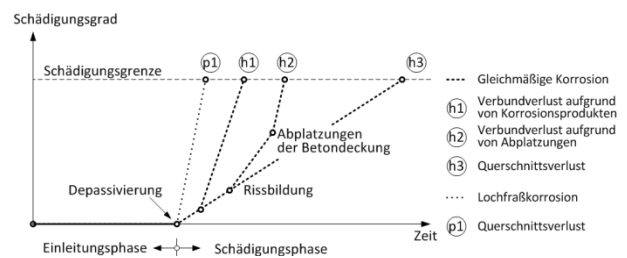 Schädigungsgrad
p1
h1
h2
h3
Schädigungsgrenze
Abplatzungen
der Betondeckung
Depassivierung
Rissbildung
Zeit
Einleitungsphase
Schädigungsphase
Gleichmäßige Korrosion
h1 Verbundverlust aufgrund
von Korrosionsprodukten
h2 Verbundverlust aufgrund
von Abplatzungen
h3 Querschnittsverlust
Lochfraßkorrosion
p1 Querschnittsverlust